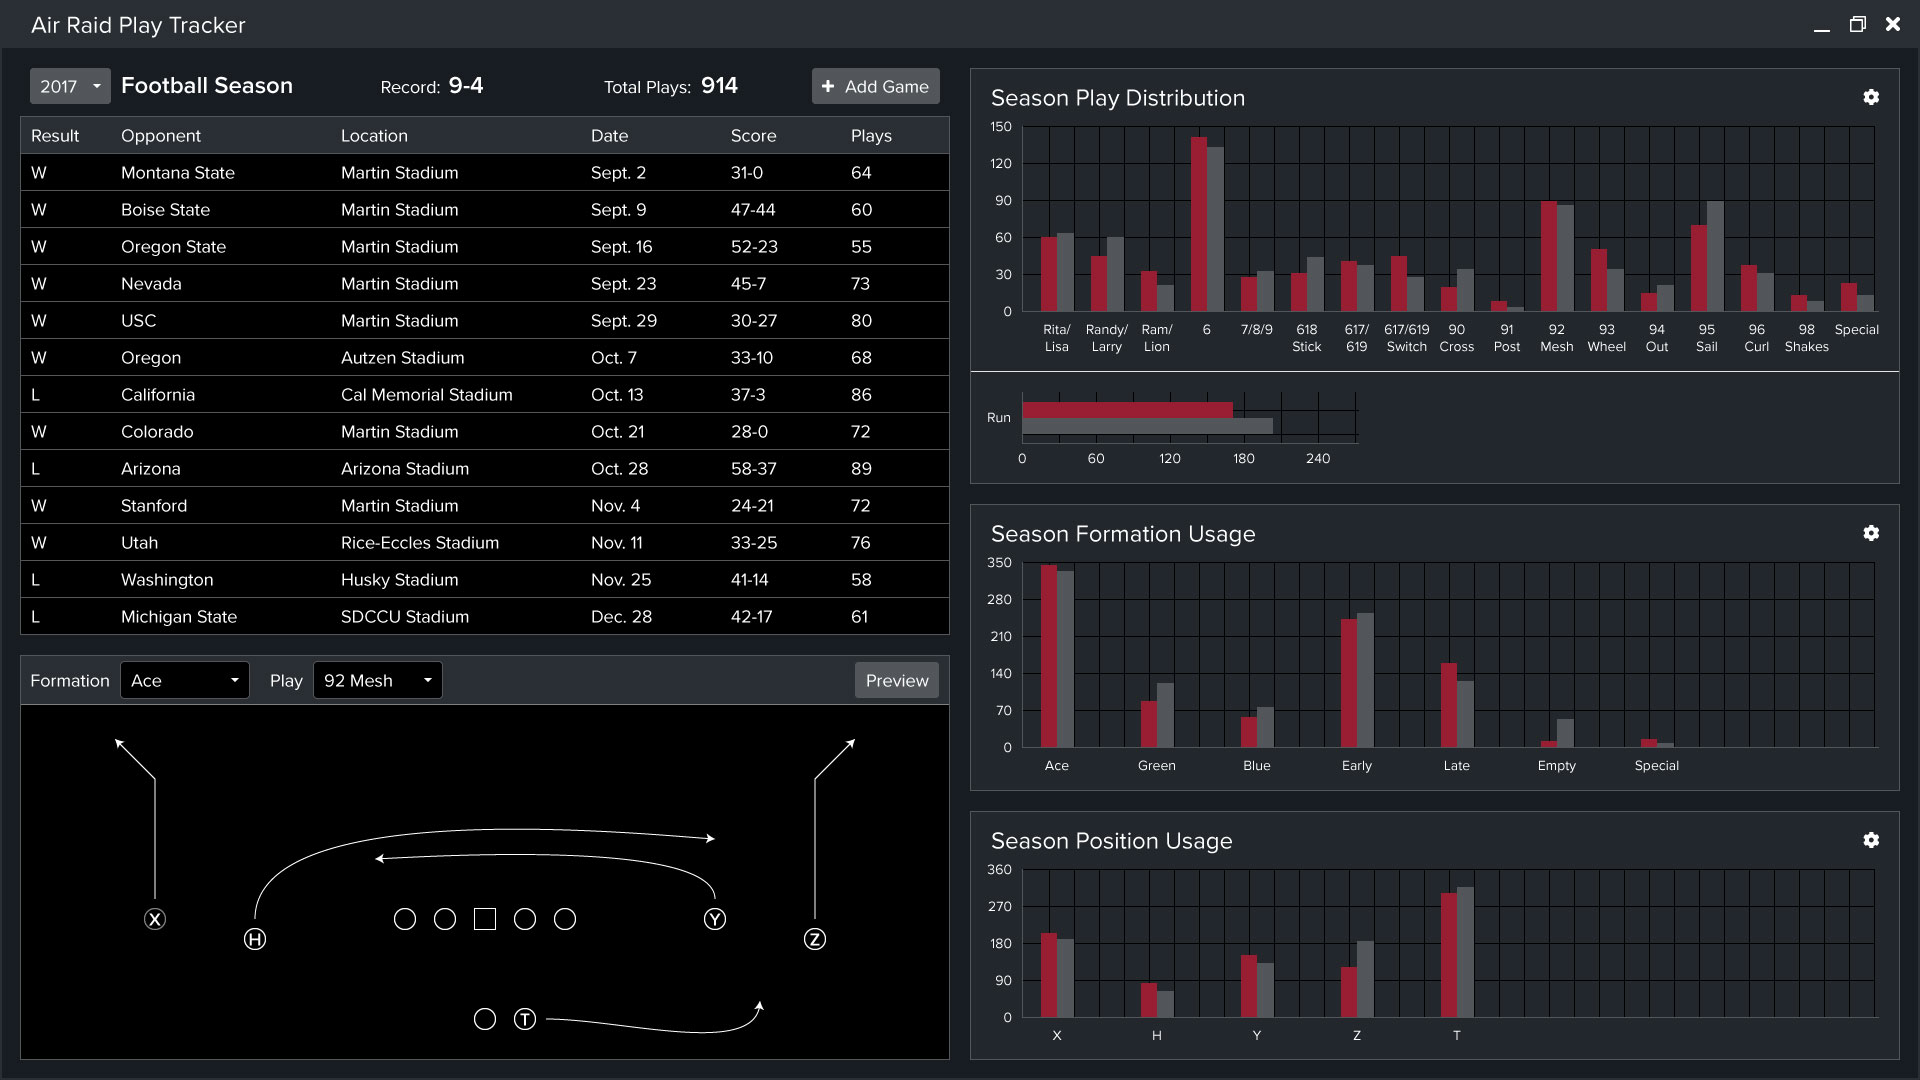 Air Raid Play Tracker
2017 Football Season Record: 9-4 Total Plays: 914 + Add Game
Result Opponent Location Date Score Plays
W Montana State Martin Stadium Sept. 2 31-0 64
W Boise State Martin Stadium Sept. 9 47-44 60
W Oregon State Martin Stadium Sept. 16 52-23 55
W Nevada Martin Stadium Sept. 23 45-7 73
W USC Martin Stadium Sept. 29 30-27 80
W Oregon Autzen Stadium Oct. 7 33-10 68
L California Cal Memorial Stadium Oct. 13 37-3 86
W Colorado Martin Stadium Oct. 21 28-0 72
L Arizona Arizona Stadium Oct. 28 58-37 89
W Stanford Martin Stadium Nov. 4 24-21 72
W Utah Rice-Eccles Stadium Nov. 11 33-25 76
L Washington Husky Stadium Nov. 25 41-14 58
L Michigan State SDCCU Stadium Dec. 28 42-17 61
Formation Ace Play 92 Mesh Preview
X H Y Z
T
Season Play Distribution
150
120
90
60
30
0
Rita/ Randy/ Ram/ 6 7/8/9 618 617/ 617/619 90 91 92 93 94 95 96 98 Special
Lisa Larry Lion Stick 619 Switch Cross Post Mesh Wheel Out Sail Curl Shakes
Run
0 60 120 180 240
Season Formation Usage
350
280
210
140
70
0
Ace Green Blue Early Late Empty Special
Season Position Usage
360
270
180
90
0
X H Y Z T